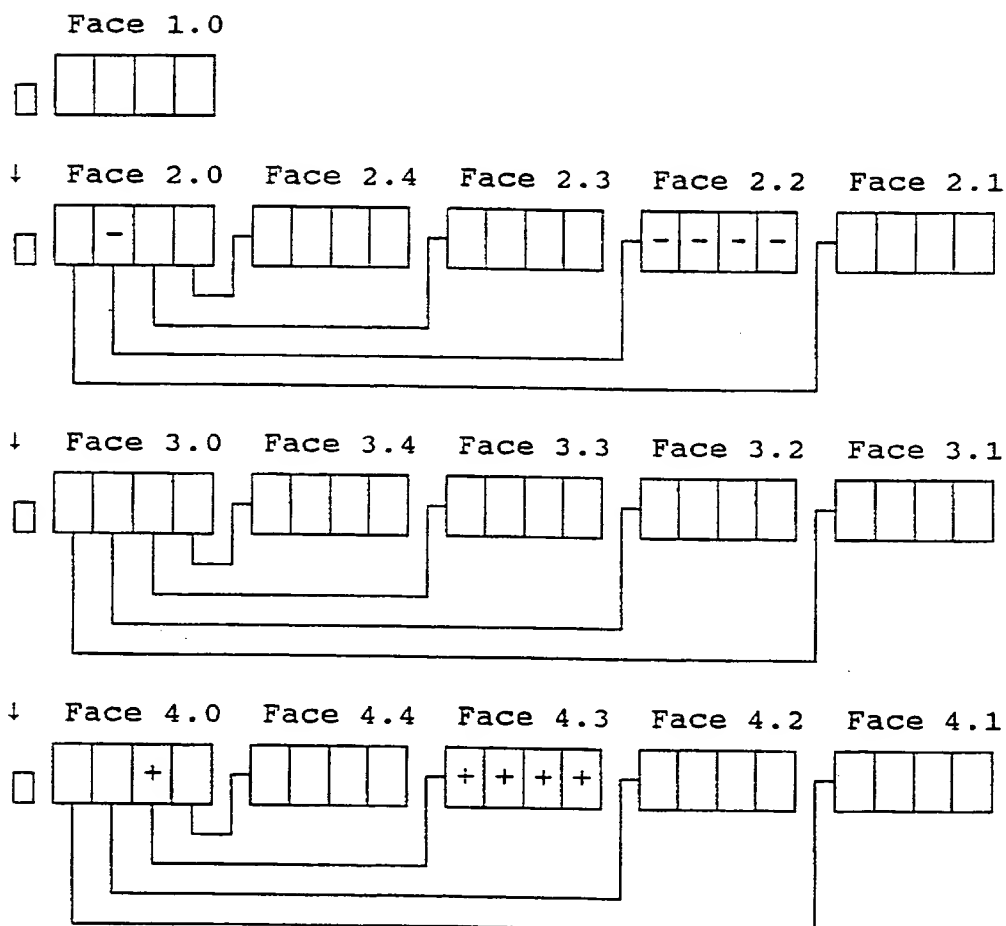 Face 1.0
↓ Face 2.0 Face 2.4 Face 2.3 Face 2.2 Face 2.1
- - - - -
↓ Face 3.0 Face 3.4 Face 3.3 Face 3.2 Face 3.1
↓ Face 4.0 Face 4.4 Face 4.3 Face 4.2 Face 4.1
+ + + + +